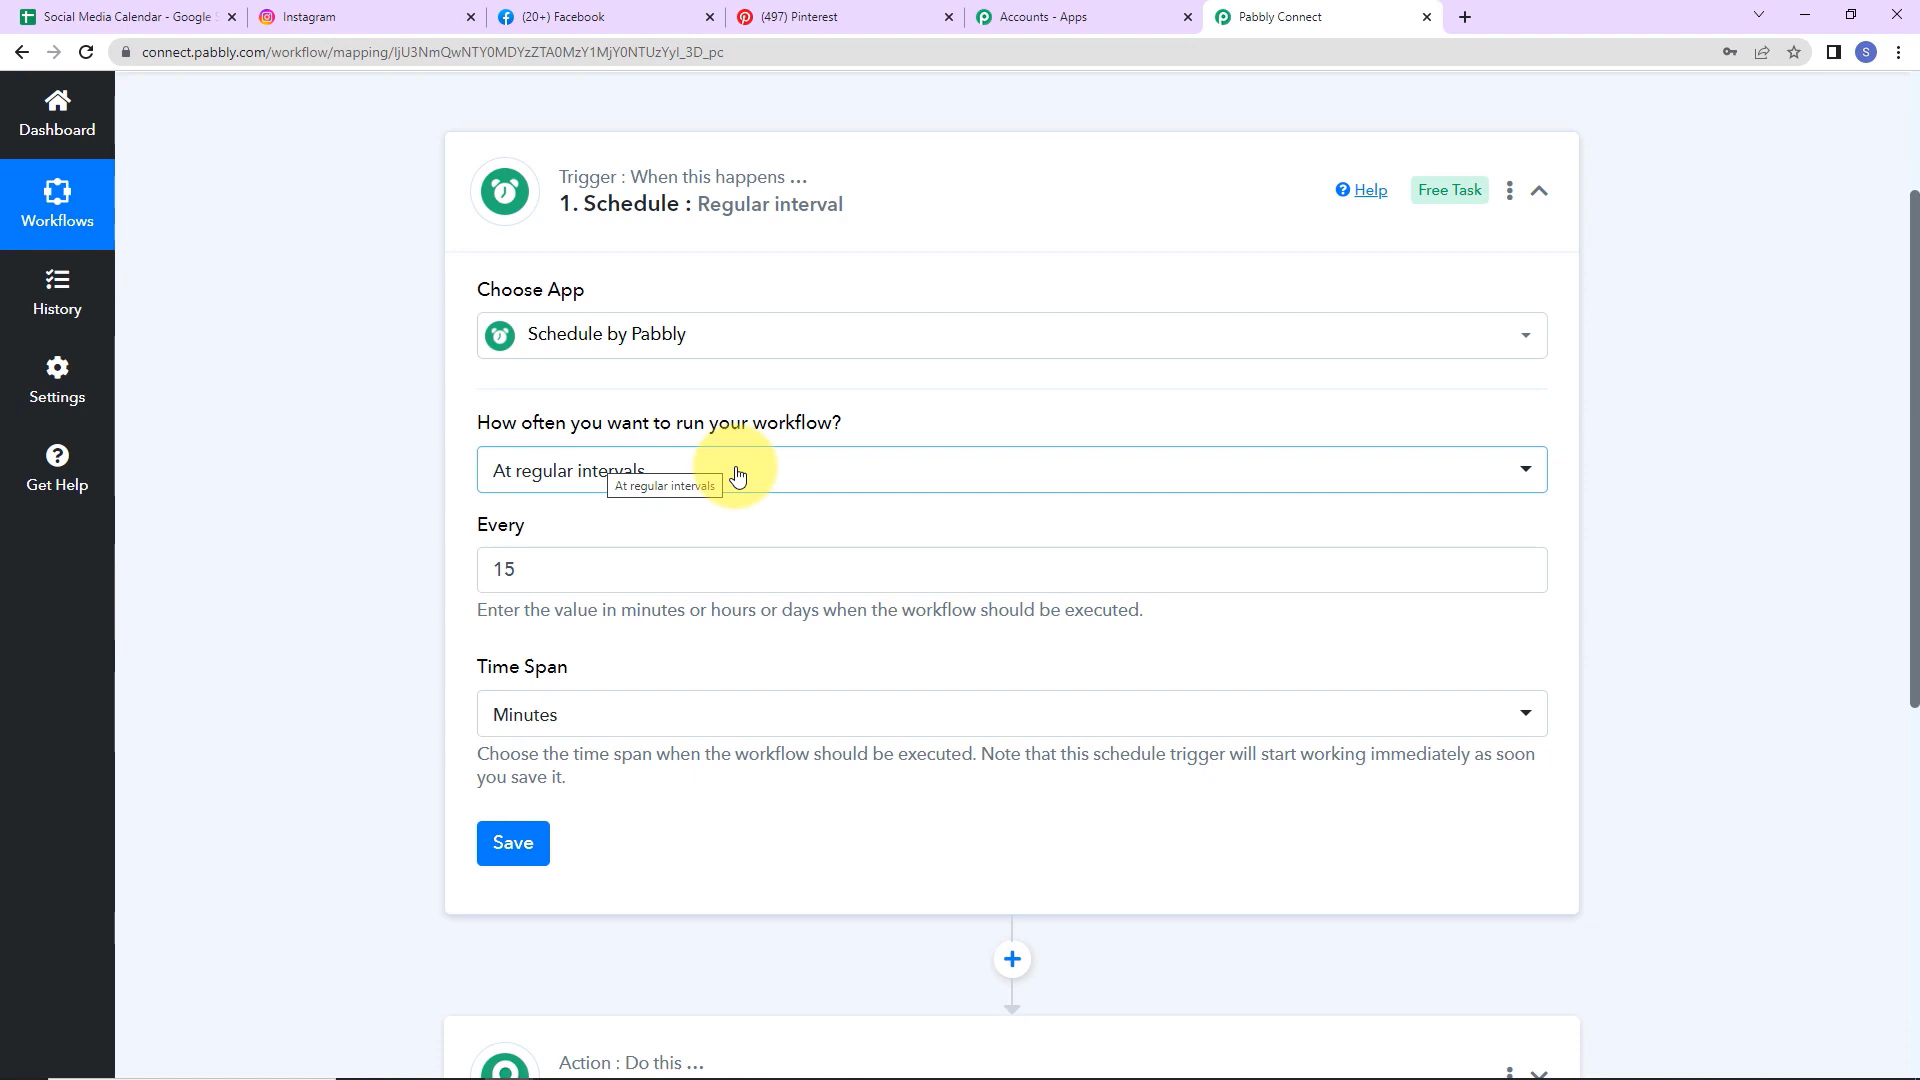 Social Media Calendar - Google S
Instagram
(20+) Facebook
(497) Pinterest
Accounts - Apps
Pabbly Connect
connect.pabbly.com/workflow/mapping/IjU3NmQwNTY0MDYzZTA0MzY1MjY0NTUzYyI_3D_pc
S
Dashboard
Workflows
History
Settings
Get Help
Trigger : When this happens ...
1. Schedule : Regular interval
Help
Free Task
Choose App
Schedule by Pabbly
How often you want to run your workflow?
At regular intervals
At regular intervals
Every
15
Enter the value in minutes or hours or days when the workflow should be executed.
Time Span
Minutes
Choose the time span when the workflow should be executed. Note that this schedule trigger will start working immediately as soon
you save it.
Save
Action : Do this ...